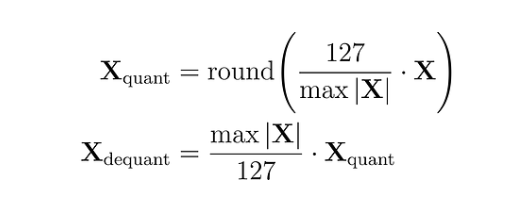 X_quant = round(127 / max |X| · X)
X_dequant = max |X| / 127 · X_quant